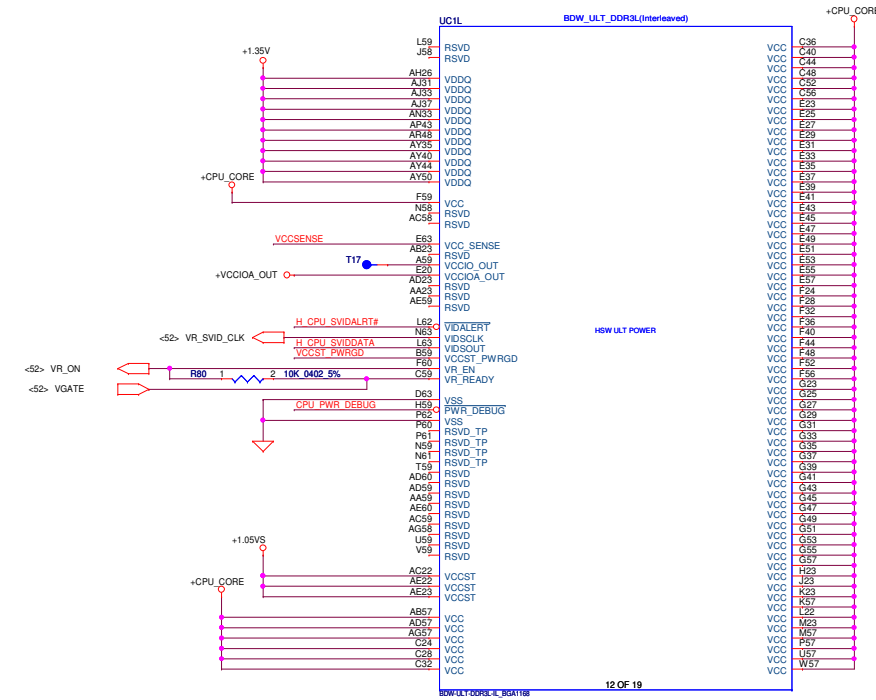 +CPU_CORE
UC1L
BDW_ULT_DDR3L(Interleaved)
+1.35V
L59 RSVD
J58 RSVD
AH26 VDDQ
AJ31 VDDQ
AJ33 VDDQ
AJ37 VDDQ
AN33 VDDQ
AP43 VDDQ
AR48 VDDQ
AY35 VDDQ
AY40 VDDQ
AY44 VDDQ
AY50 VDDQ
+CPU_CORE
F59 VCC
N58 RSVD
AC58 RSVD
VCCSENSE E63 VCC_SENSE
AB23 RSVD
T17 A59 VCCIO_OUT
+VCCIOA_OUT E20 VCCIOA_OUT
AD23 RSVD
AA23 RSVD
AE59 RSVD
H_CPU_SVIDALRT# L62 VIDALERT
<52> VR_SVID_CLK N63 VIDSCLK
H_CPU_SVIDDATA L63 VIDSOUT
VCCST_PWRGD B59 VCCST_PWRGD
<52> VR_ON F60 VR_EN
R80 1 2 10K_0402_5% C59 VR_READY
<52> VGATE
D63 VSS
CPU_PWR_DEBUG H59 PWR_DEBUG
P62 VSS
P60 RSVD_TP
P61 RSVD_TP
N59 RSVD_TP
N61 RSVD_TP
T59 RSVD
AD60 RSVD
AD59 RSVD
AA59 RSVD
AE60 RSVD
AC59 RSVD
AG58 RSVD
U59 RSVD
V59 RSVD
+1.05VS
AC22 VCCST
AE22 VCCST
AE23 VCCST
+CPU_CORE
AB57 VCC
AD57 VCC
AG57 VCC
C24 VCC
C28 VCC
C32 VCC
HSW ULT POWER
VCC C36
VCC C40
VCC C44
VCC C48
VCC C52
VCC C56
VCC E23
VCC E25
VCC E27
VCC E29
VCC E31
VCC E33
VCC E35
VCC E37
VCC E39
VCC E41
VCC E43
VCC E45
VCC E47
VCC E49
VCC E51
VCC E53
VCC E55
VCC E57
VCC F24
VCC F28
VCC F32
VCC F36
VCC F40
VCC F44
VCC F48
VCC F52
VCC F56
VCC G23
VCC G25
VCC G27
VCC G29
VCC G31
VCC G33
VCC G35
VCC G37
VCC G39
VCC G41
VCC G43
VCC G45
VCC G47
VCC G49
VCC G51
VCC G53
VCC G55
VCC G57
VCC H23
VCC J23
VCC K23
VCC K57
VCC L22
VCC M23
VCC M57
VCC P57
VCC U57
VCC W57
12 OF 19
BDW-ULT-DDR3L-IL_BGA1168